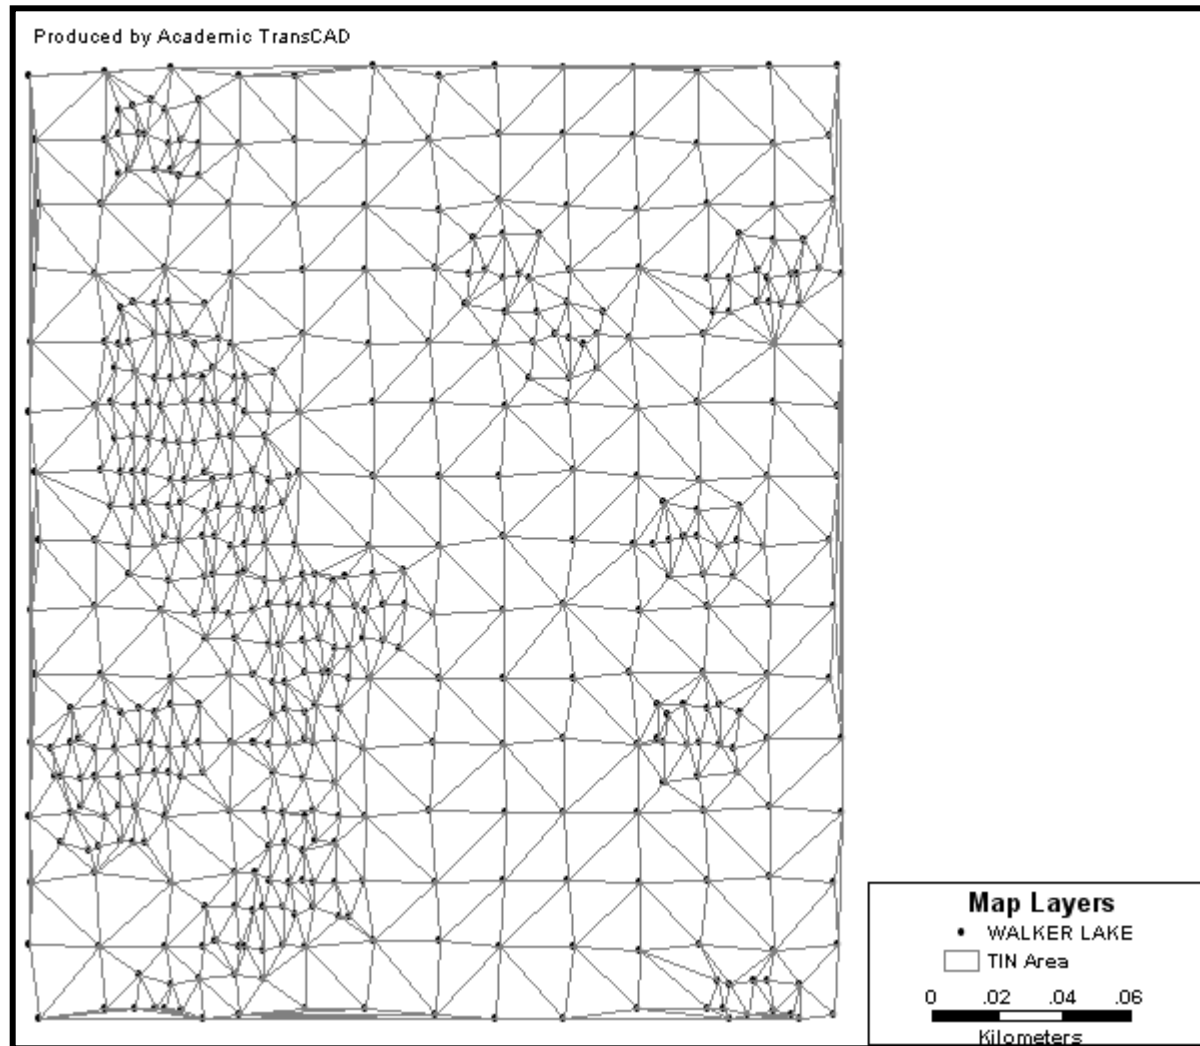 Produced by Academic TransCAD
Map Layers
WALKER LAKE
TIN Area
0 .02 .04 .06
Kilometers